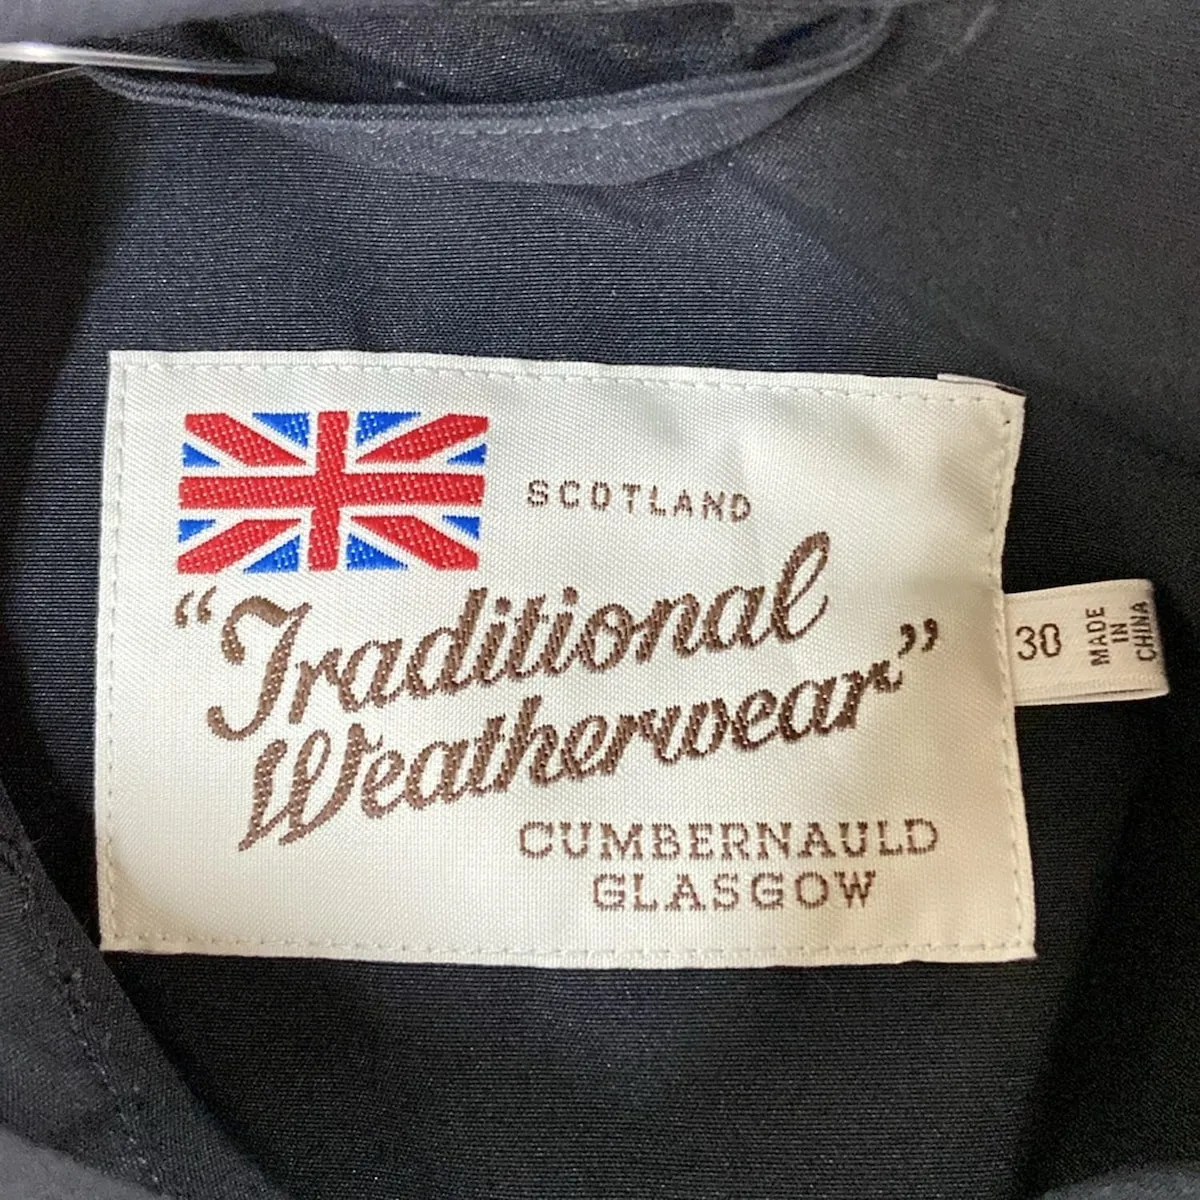 SCOTLAND
“Traditional
Weatherwear”
CUMBERNAULD
GLASGOW
30
MADE
IN
CHINA